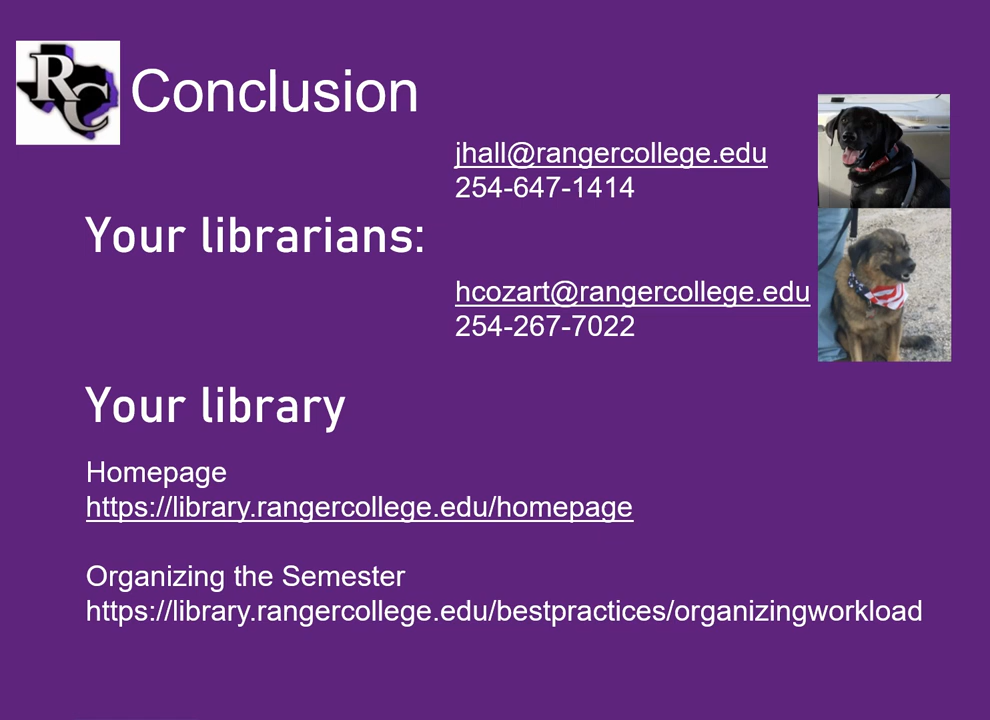 RC
Conclusion
jhall@rangercollege.edu
254-647-1414
Your librarians:
hcozart@rangercollege.edu
254-267-7022
Your library
Homepage
https://library.rangercollege.edu/homepage
Organizing the Semester
https://library.rangercollege.edu/bestpractices/organizingworkload